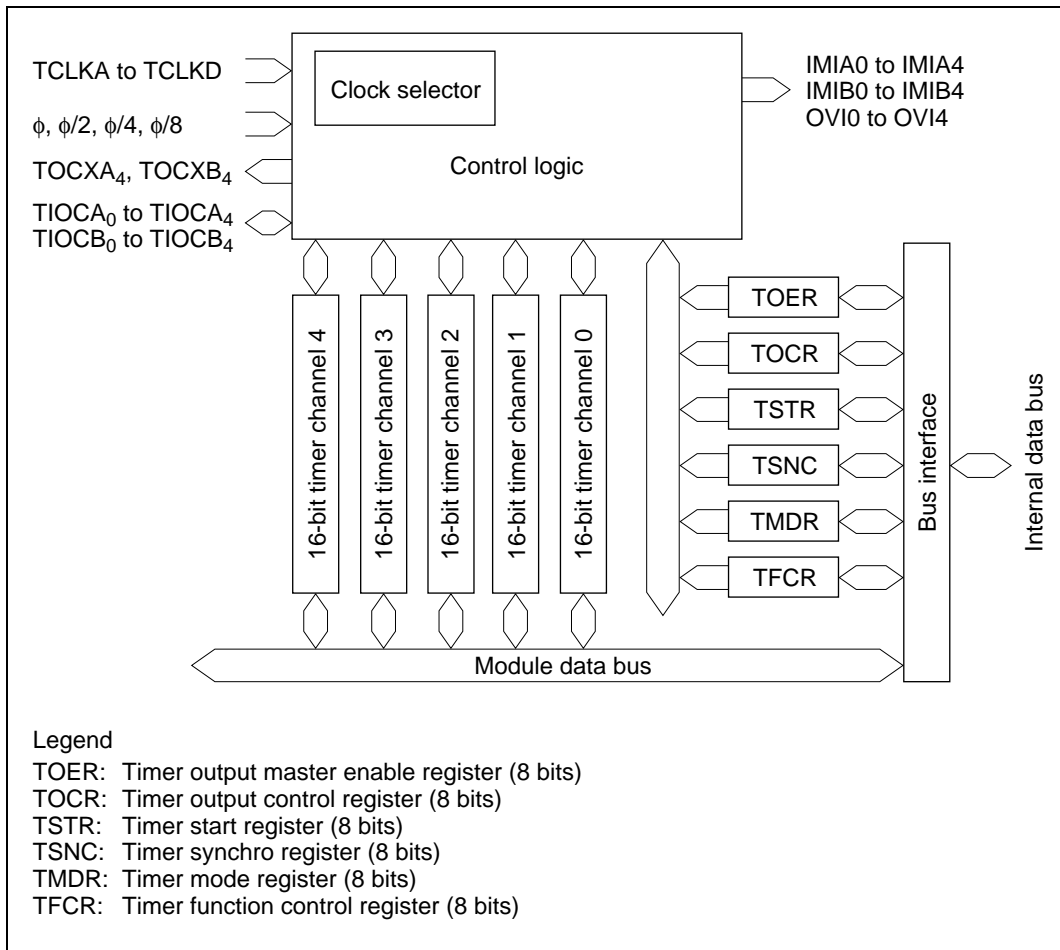 TCLKA to TCLKD
ϕ, ϕ/2, ϕ/4, ϕ/8
TOCXA₄, TOCXB₄
TIOCA₀ to TIOCA₄
TIOCB₀ to TIOCB₄
Clock selector
Control logic
IMIA0 to IMIA4
IMIB0 to IMIB4
OVI0 to OVI4
16-bit timer channel 4
16-bit timer channel 3
16-bit timer channel 2
16-bit timer channel 1
16-bit timer channel 0
TOER
TOCR
TSTR
TSNC
TMDR
TFCR
Bus interface
Internal data bus
Module data bus
Legend
TOER: Timer output master enable register (8 bits)
TOCR: Timer output control register (8 bits)
TSTR: Timer start register (8 bits)
TSNC: Timer synchro register (8 bits)
TMDR: Timer mode register (8 bits)
TFCR: Timer function control register (8 bits)